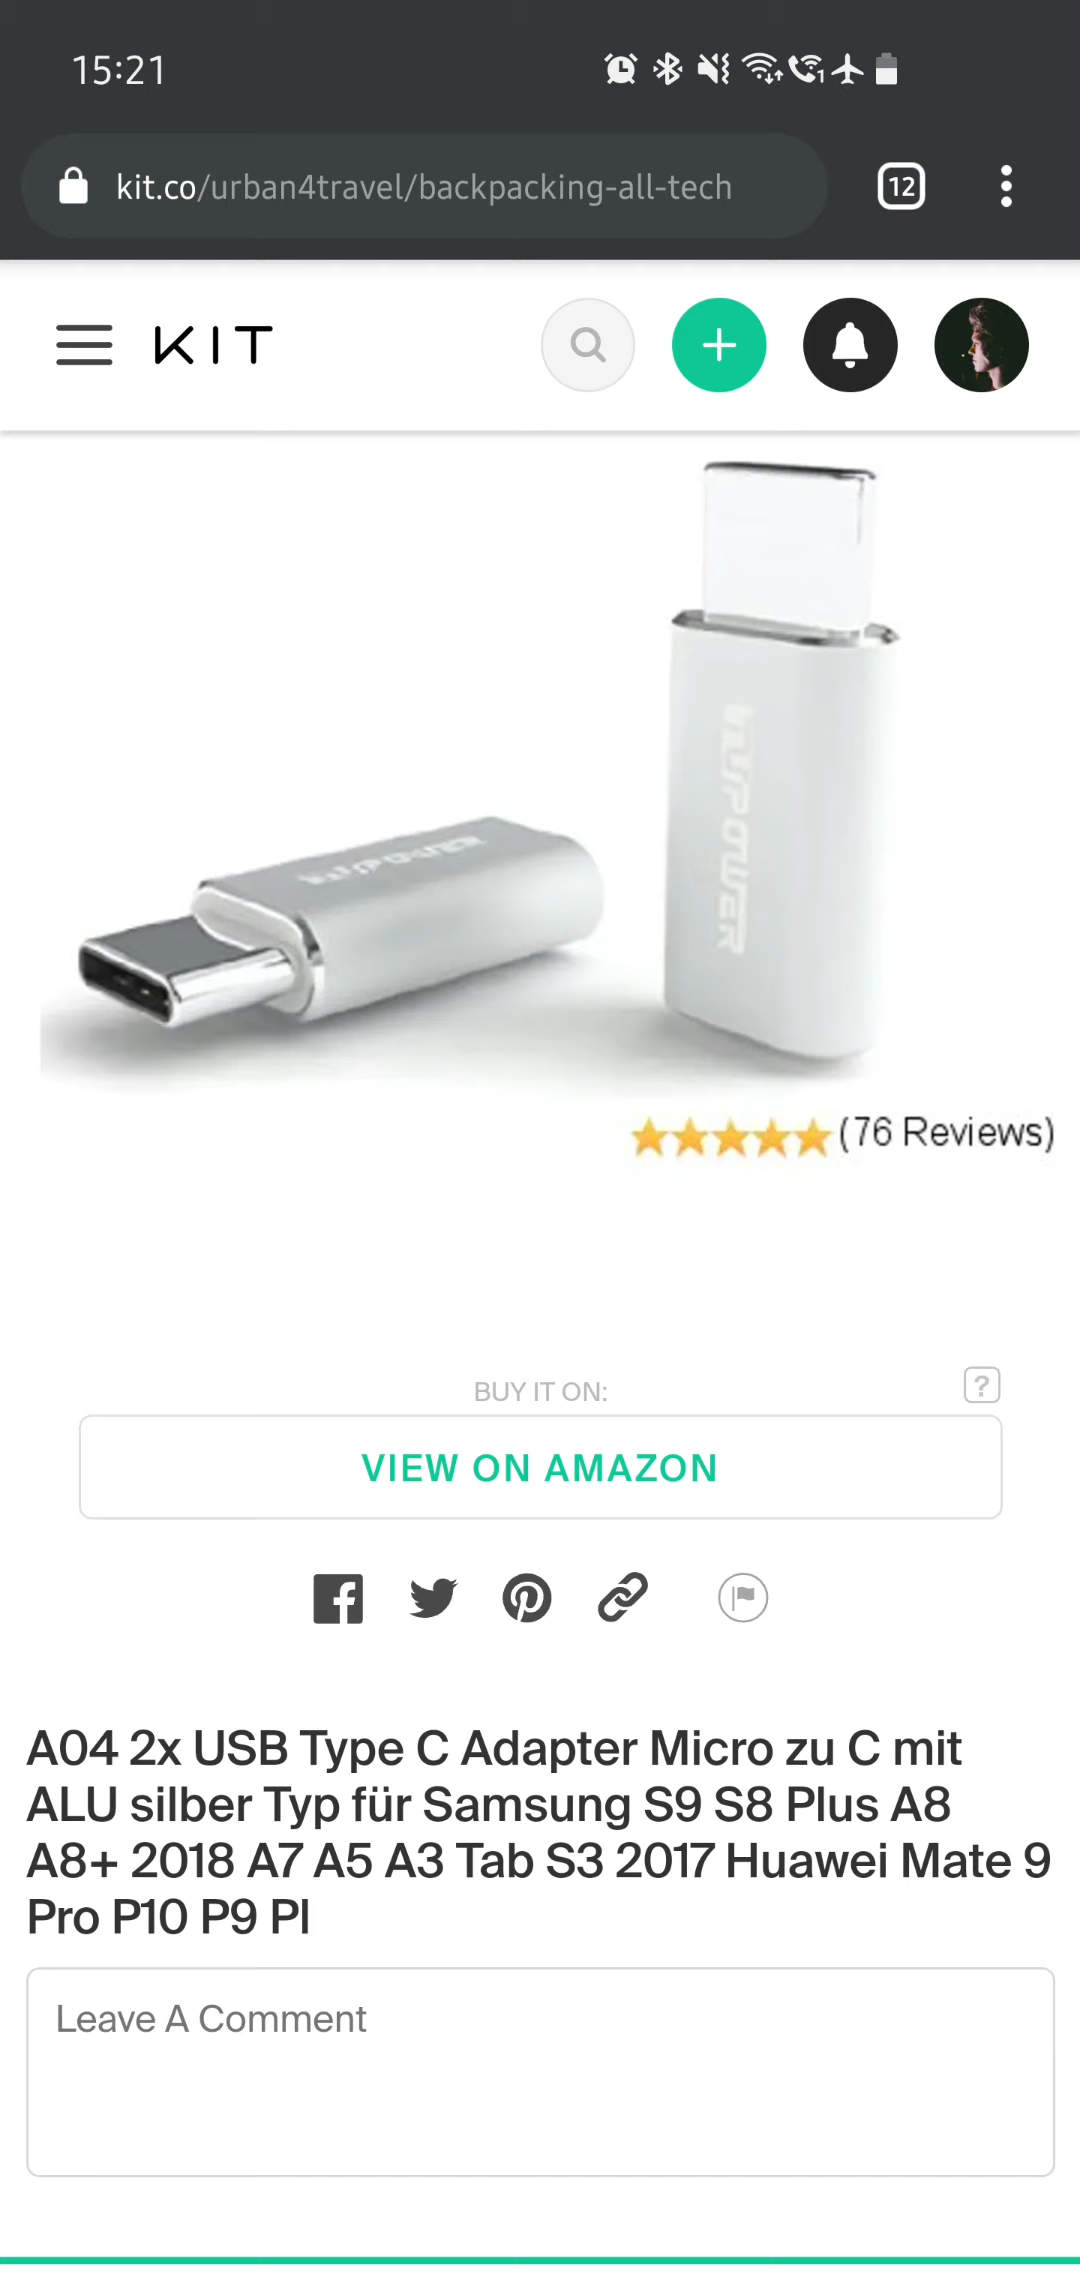 15:21
kit.co/urban4travel/backpacking-all-tech
12
KIT
(76 Reviews)
BUY IT ON:
?
VIEW ON AMAZON
A04 2x USB Type C Adapter Micro zu C mit
ALU silber Typ für Samsung S9 S8 Plus A8
A8+ 2018 A7 A5 A3 Tab S3 2017 Huawei Mate 9
Pro P10 P9 Pl
Leave A Comment